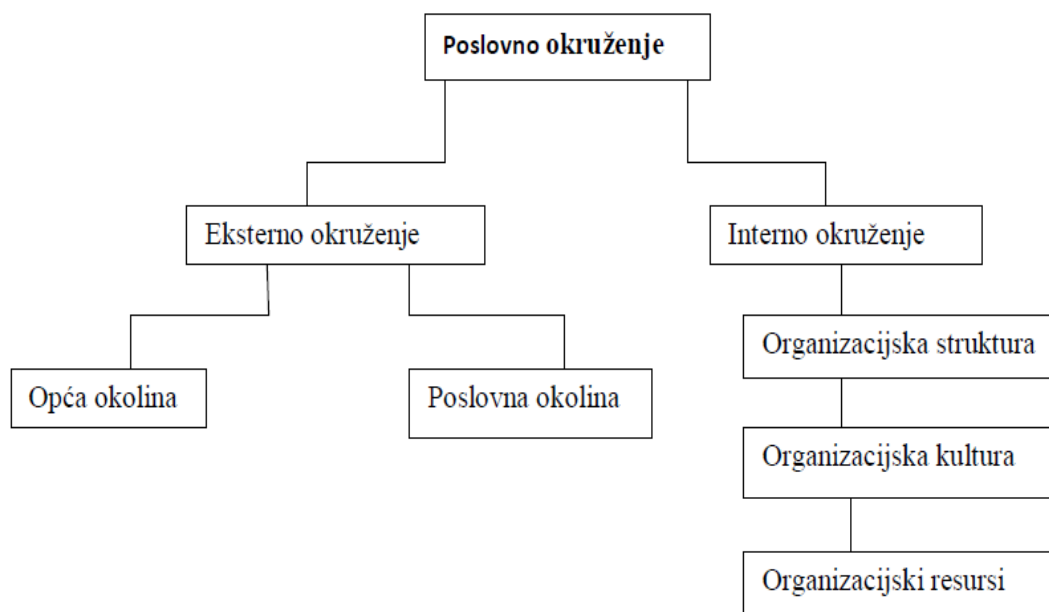 Poslovno okruženje
Eksterno okruženje
Interno okruženje
Organizacijska struktura
Opća okolina
Poslovna okolina
Organizacijska kultura
Organizacijski resursi